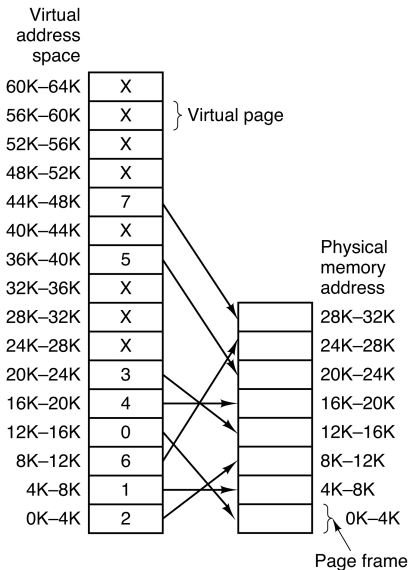 Virtual
address
space
60K–64K X
56K–60K X Virtual page
52K–56K X
48K–52K X
44K–48K 7
40K–44K X
36K–40K 5
32K–36K X
28K–32K X
24K–28K X
20K–24K 3
16K–20K 4
12K–16K 0
8K–12K 6
4K–8K 1
0K–4K 2
Physical
memory
address
28K–32K
24K–28K
20K–24K
16K–20K
12K–16K
8K–12K
4K–8K
0K–4K
Page frame